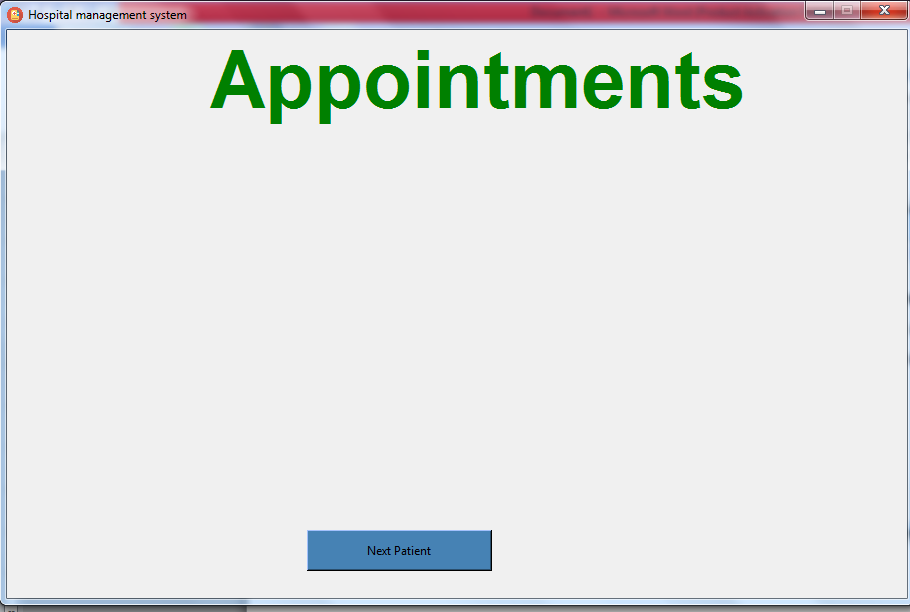 Hospital management system
Appointments
Next Patient